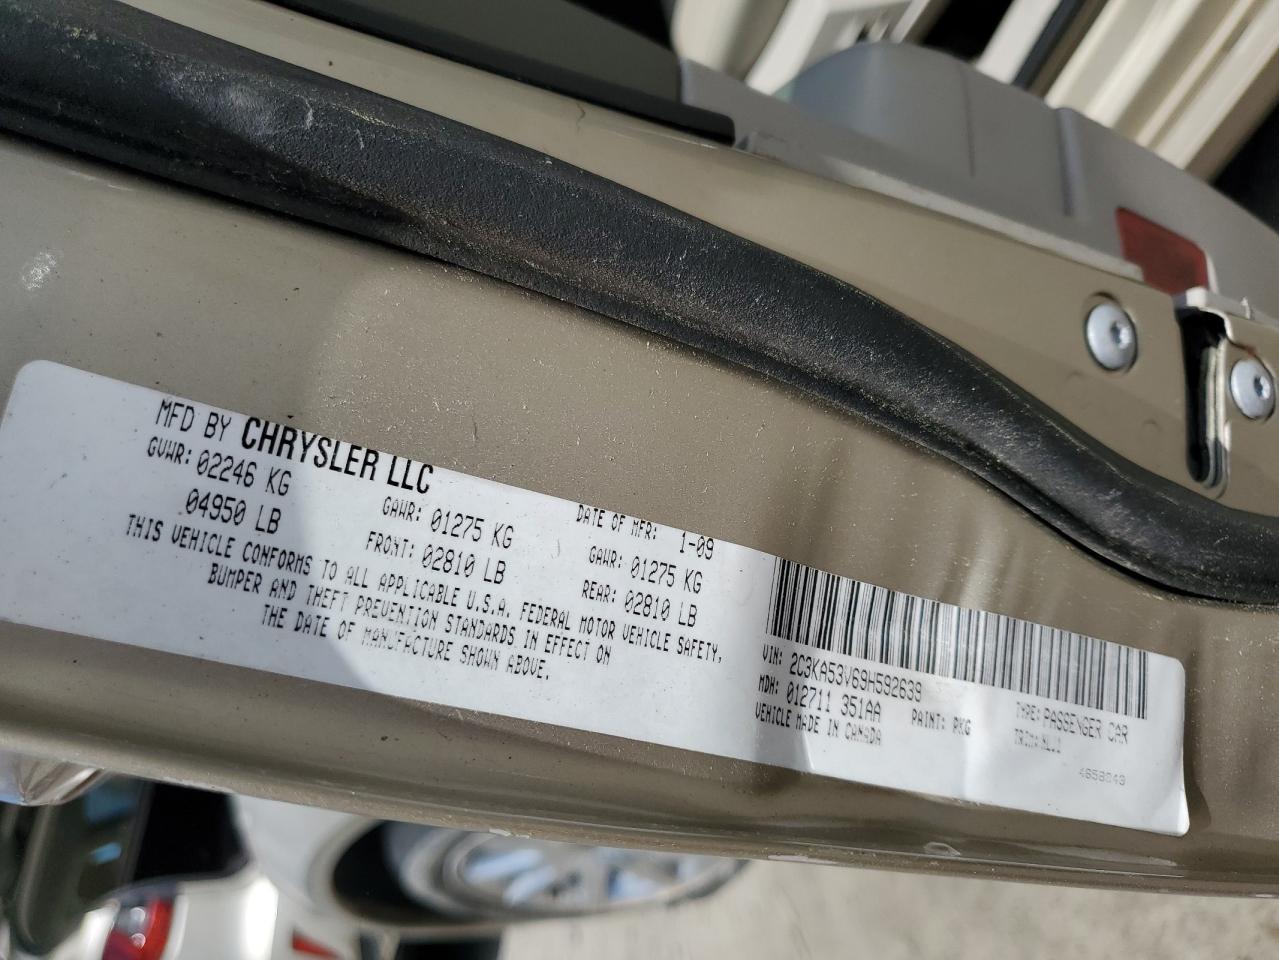 MFD BY CHRYSLER LLC
DATE OF MFR: 1-09
GVWR: 02246 KG
GAWR: 01275 KG
GAWR: 01275 KG
04950 LB
FRONT: 02810 LB
REAR: 02810 LB
THIS VEHICLE CONFORMS TO ALL APPLICABLE U.S.A. FEDERAL MOTOR VEHICLE SAFETY,
BUMPER AND THEFT PREVENTION STANDARDS IN EFFECT ON
THE DATE OF MANUFACTURE SHOWN ABOVE.
VIN: 2C3KA53V69H592639
TYPE: PASSENGER CAR
MDH: 012711 351AA
PAINT: PKG
TRIM:
VEHICLE MADE IN CANADA